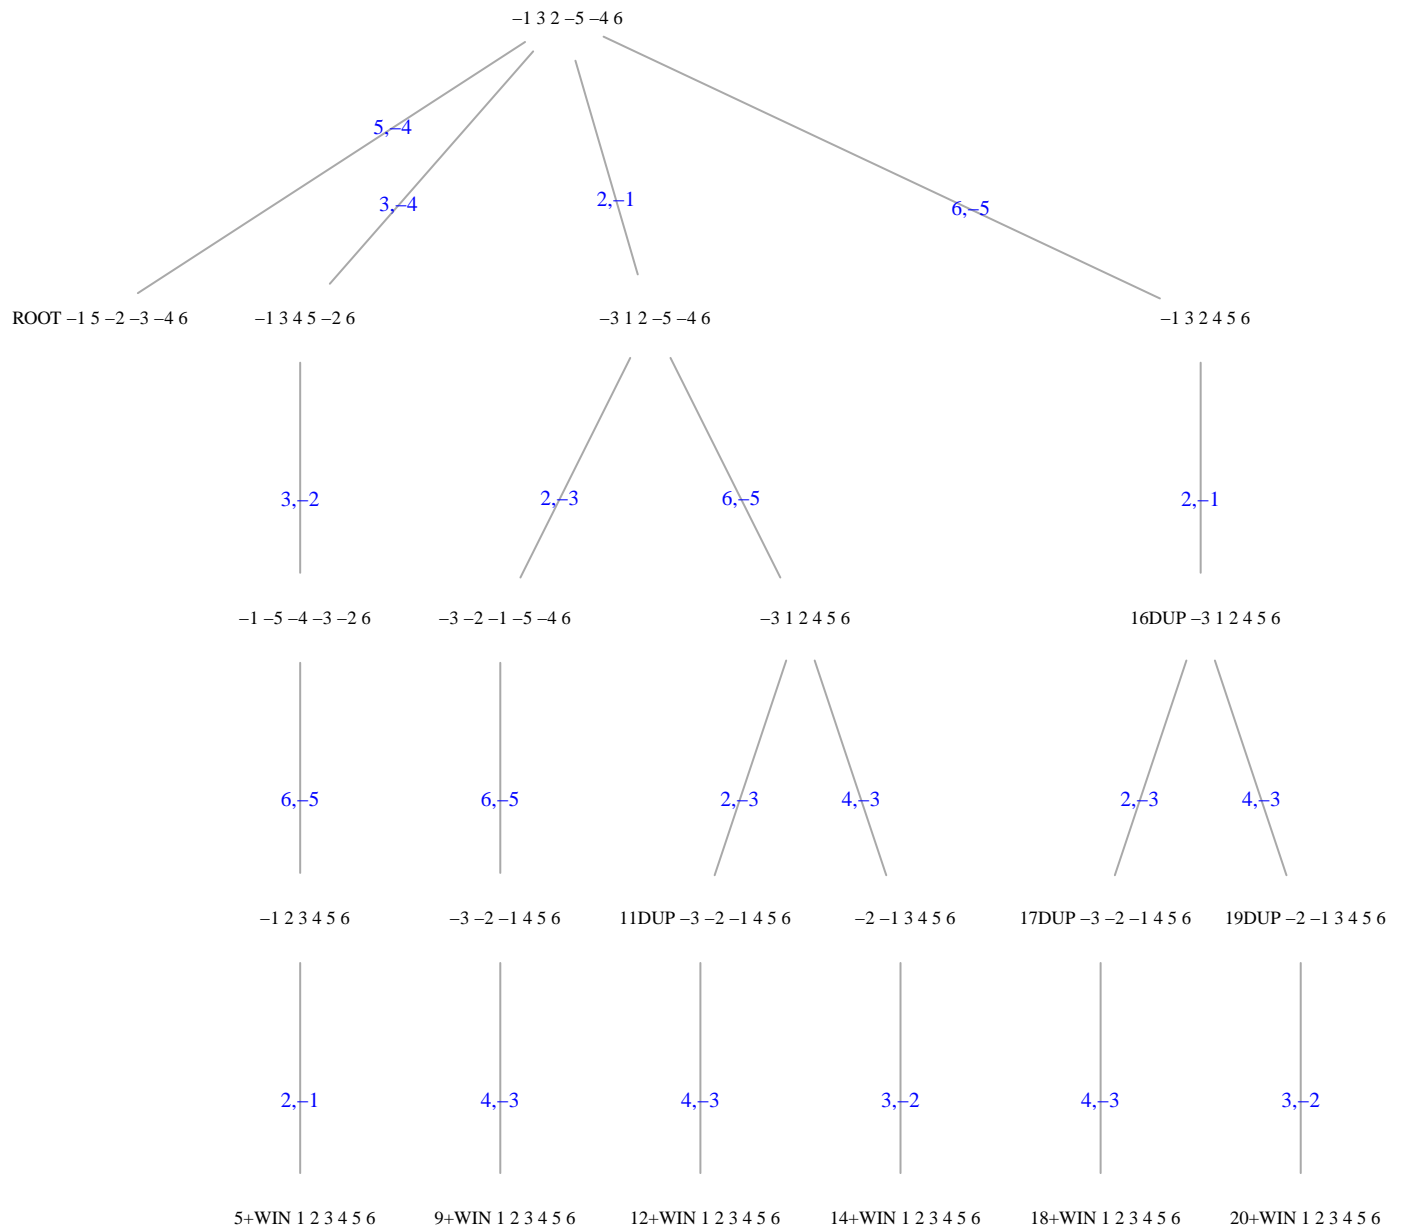 –1 3 2 –5 –4 6
5,–4
3,–4
2,–1
6,–5
ROOT –1 5 –2 –3 –4 6
–1 3 4 5 –2 6
–3 1 2 –5 –4 6
–1 3 2 4 5 6
3,–2
2,–3
6,–5
2,–1
–1 –5 –4 –3 –2 6
–3 –2 –1 –5 –4 6
–3 1 2 4 5 6
16DUP –3 1 2 4 5 6
6,–5
6,–5
2,–3
4,–3
2,–3
4,–3
–1 2 3 4 5 6
–3 –2 –1 4 5 6
11DUP –3 –2 –1 4 5 6
–2 –1 3 4 5 6
17DUP –3 –2 –1 4 5 6
19DUP –2 –1 3 4 5 6
2,–1
4,–3
4,–3
3,–2
4,–3
3,–2
5+WIN 1 2 3 4 5 6
9+WIN 1 2 3 4 5 6
12+WIN 1 2 3 4 5 6
14+WIN 1 2 3 4 5 6
18+WIN 1 2 3 4 5 6
20+WIN 1 2 3 4 5 6